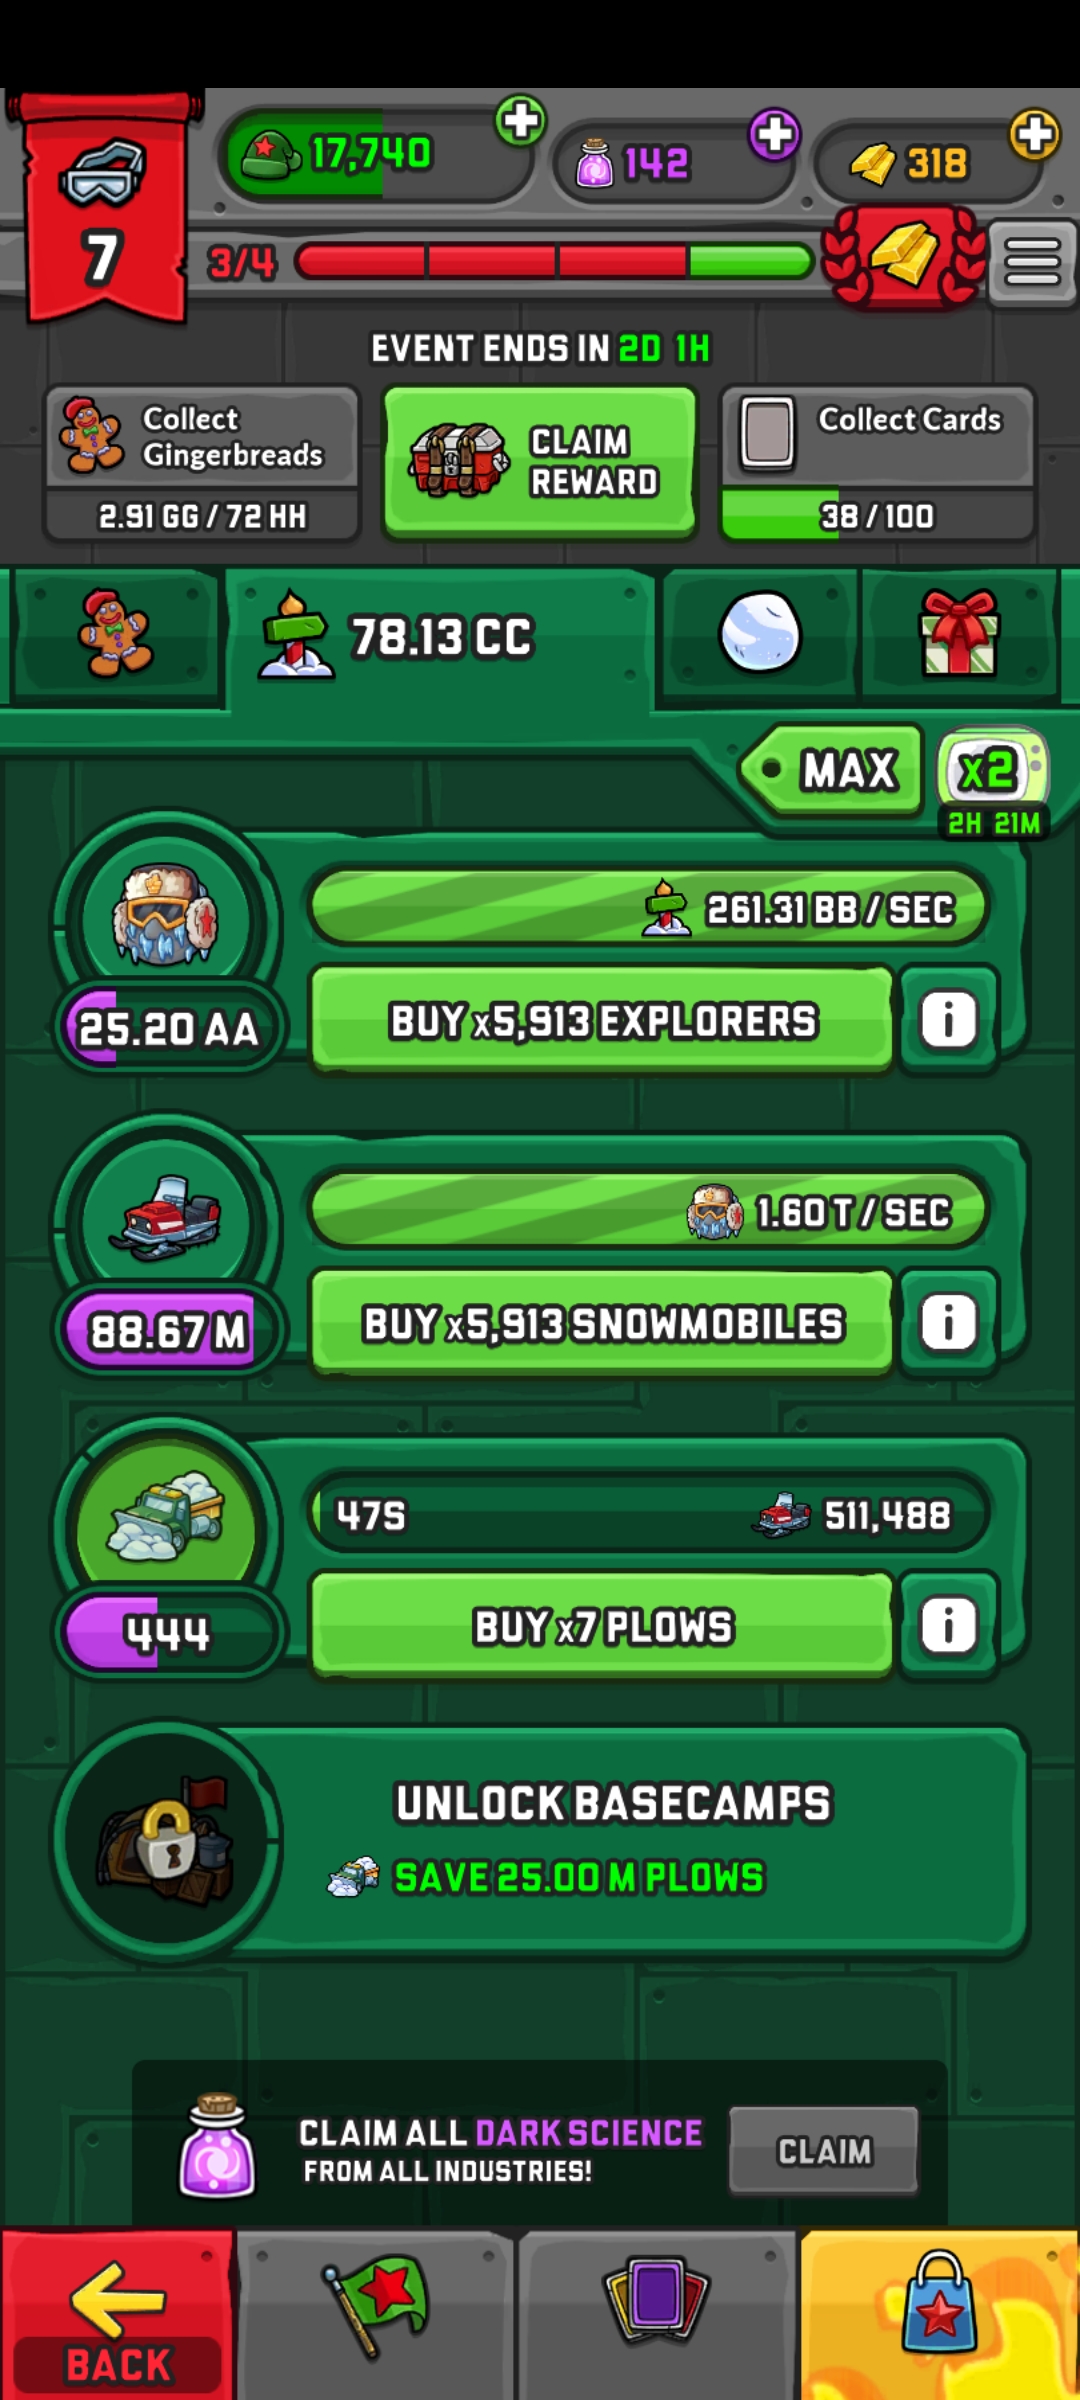 17,740
142
318
7
3/4
EVENT ENDS IN 2D 1H
Collect
Gingerbreads
2.91 GG / 72 HH
CLAIM
REWARD
Collect Cards
38 / 100
78.13 CC
MAX
x2
2H 21M
261.31 BB / SEC
25.20 AA
BUY x5,913 EXPLORERS
i
1.60 T / SEC
88.67 M
BUY x5,913 SNOWMOBILES
i
47S
511,488
444
BUY x7 PLOWS
i
UNLOCK BASECAMPS
SAVE 25.00 M PLOWS
CLAIM ALL DARK SCIENCE
FROM ALL INDUSTRIES!
CLAIM
BACK